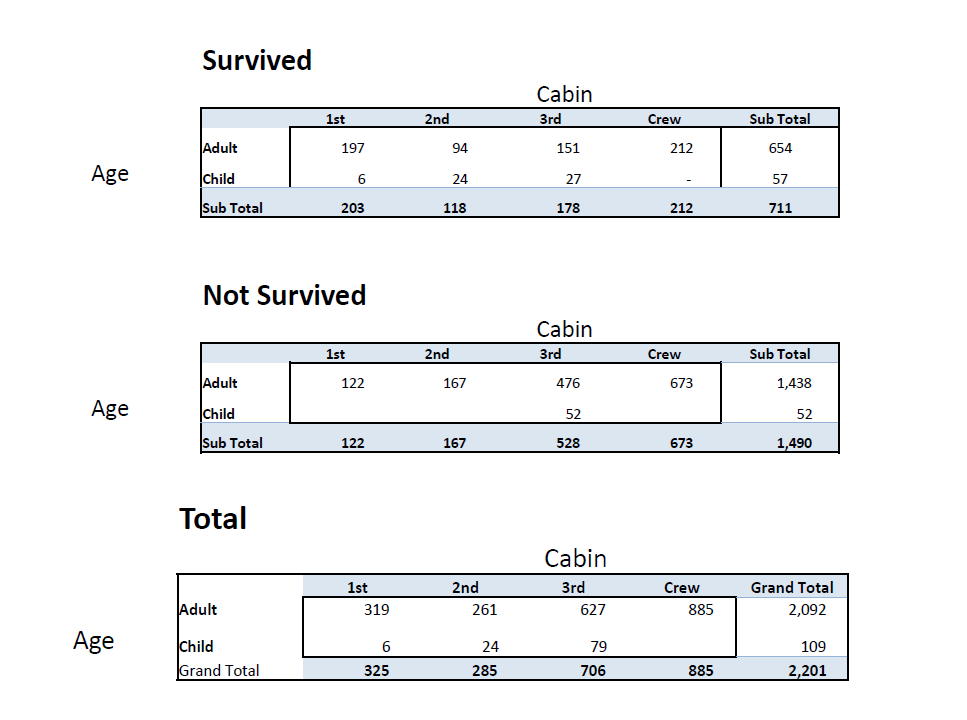 Survived
Cabin
1st 2nd 3rd Crew Sub Total
Adult 197 94 151 212 654
Age
Child 6 24 27 - 57
Sub Total 203 118 178 212 711
Not Survived
Cabin
1st 2nd 3rd Crew Sub Total
Adult 122 167 476 673 1,438
Age
Child 52 52
Sub Total 122 167 528 673 1,490
Total
Cabin
1st 2nd 3rd Crew Grand Total
Adult 319 261 627 885 2,092
Age
Child 6 24 79 109
Grand Total 325 285 706 885 2,201